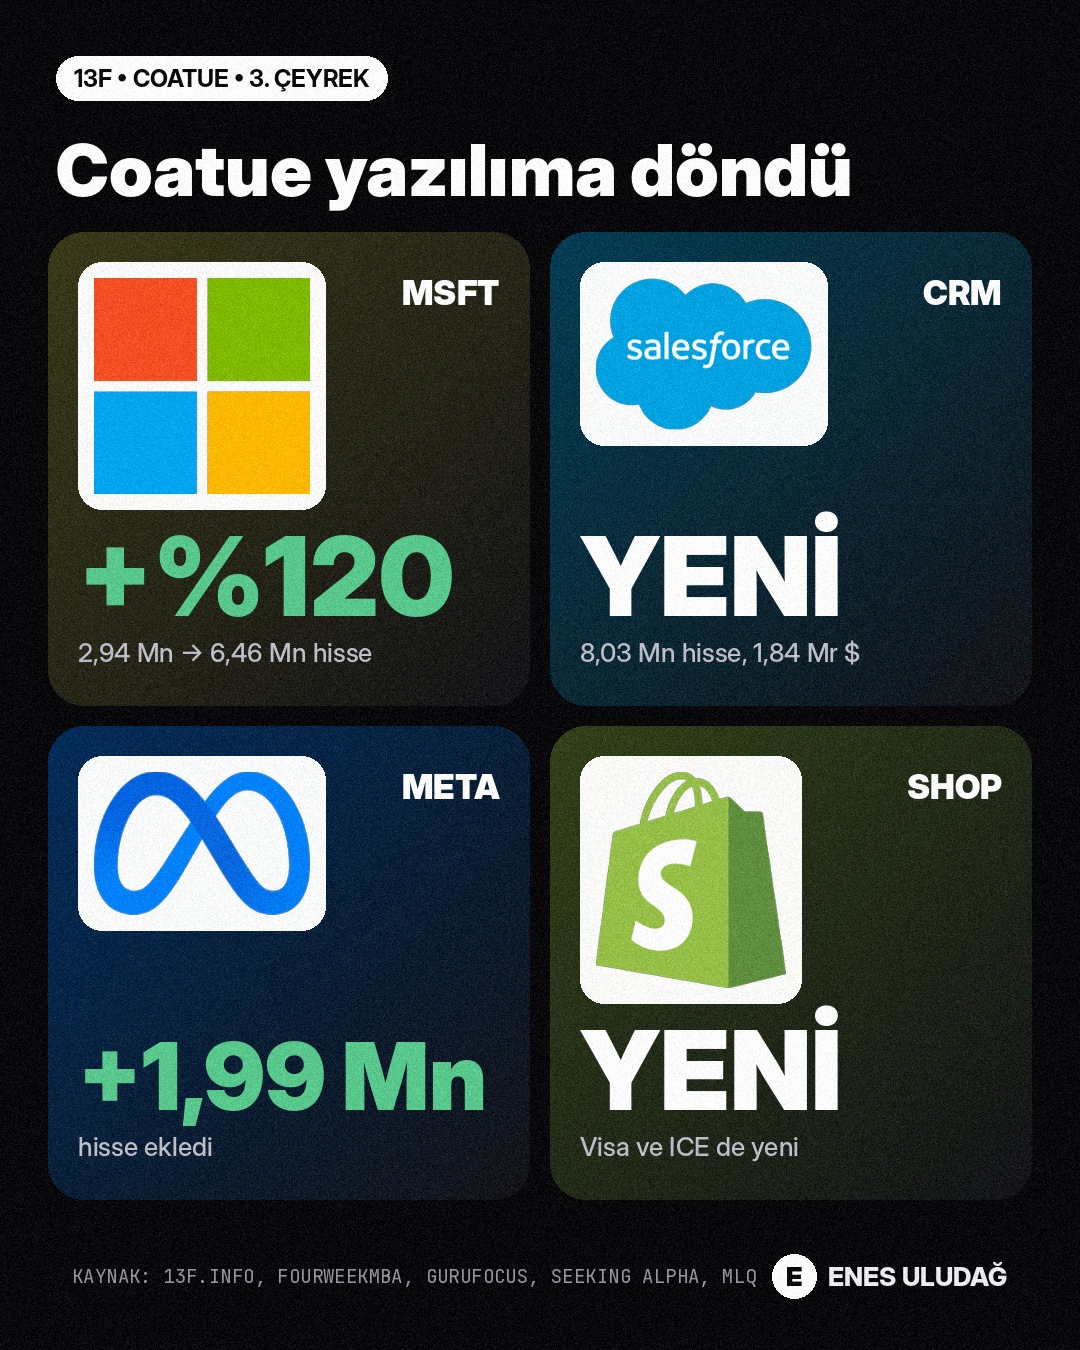 13F • COATUE • 3. ÇEYREK
Coatue yazılıma döndü
MSFT
+%120
2,94 Mn → 6,46 Mn hisse
salesforce
CRM
YENİ
8,03 Mn hisse, 1,84 Mr $
META
+1,99 Mn
hisse ekledi
S
SHOP
YENİ
Visa ve ICE de yeni
KAYNAK: 13F.INFO, FOURWEEKMBA, GURUFOCUS, SEEKING ALPHA, MLQ
E ENES ULUDAĞ